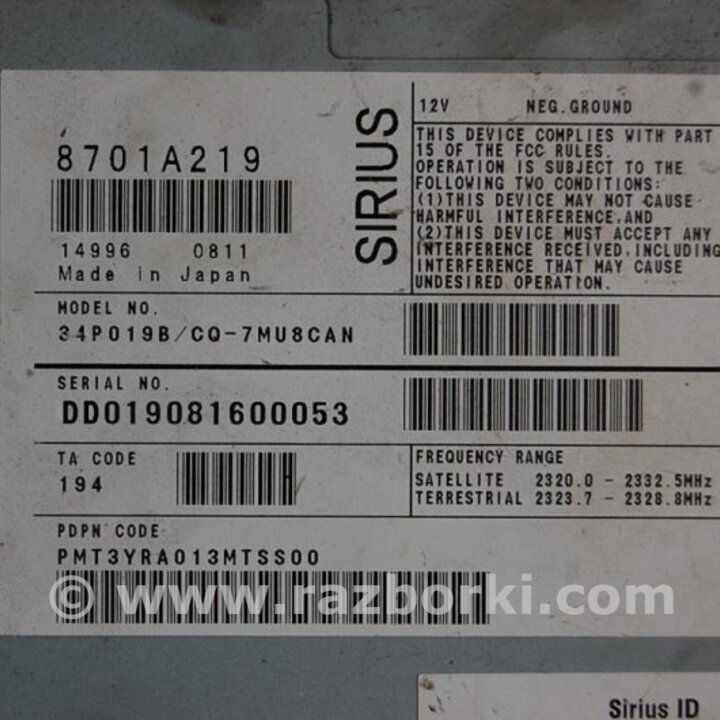 8701A219
14996 0811
Made in Japan
SIRIUS
12V NEG.GROUND
THIS DEVICE COMPLIES WITH PART
15 OF THE FCC RULES.
OPERATION IS SUBJECT TO THE
FOLLOWING TWO CONDITIONS:
(1)THIS DEVICE MAY NOT CAUSE
HARMFUL INTERFERENCE,AND
(2)THIS DEVICE MUST ACCEPT ANY
INTERFERENCE RECEIVED,INCLUDING
INTERFERENCE THAT MAY CAUSE
UNDESIRED OPERATION.
MODEL NO.
34P019B/CQ-7MU8CAN
SERIAL NO.
DD019081600053
TA CODE
194
FREQUENCY RANGE
SATELLITE 2320.0 - 2332.5MHz
TERRESTRIAL 2323.7 - 2328.8MHz
PDPN CODE
PMT3YRA013MTSS00
© www.razborki.com
Sirius ID